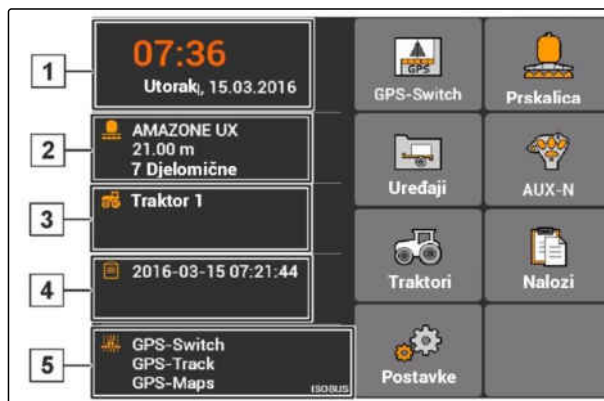 1
07:36
Utorak, 15.03.2016
2
AMAZONE UX
21.00 m
7 Djelomične
3
Traktor 1
4
2016-03-15 07:21:44
5
GPS-Switch
GPS-Track
GPS-Maps
ISOBUS
GPS
GPS-Switch
Prskalica
Uređaji
AUX-N
Traktori
Nalozi
Postavke